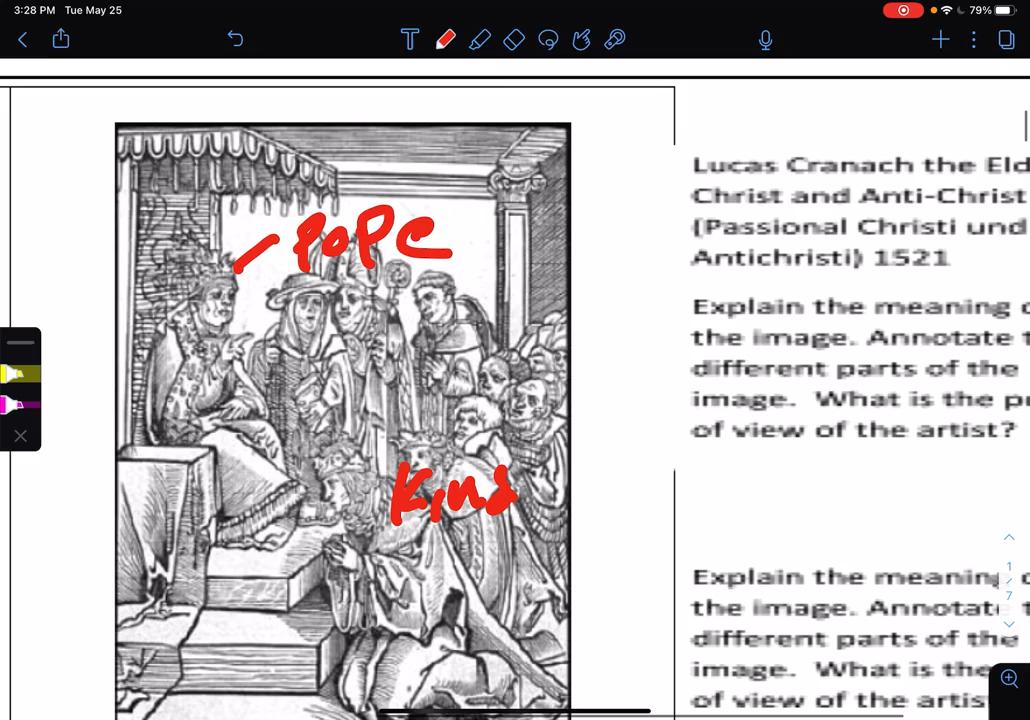 3:28 PM Tue May 25
79%
T
Pope
King
Lucas Cranach the Eld
Christ and Anti-Christ
(Passional Christi und
Antichristi) 1521
Explain the meaning o
the image. Annotate t
different parts of the
image. What is the po
of view of the artist?
1
7
Explain the meaning o
the image. Annotate t
different parts of the
image. What is the
of view of the artis